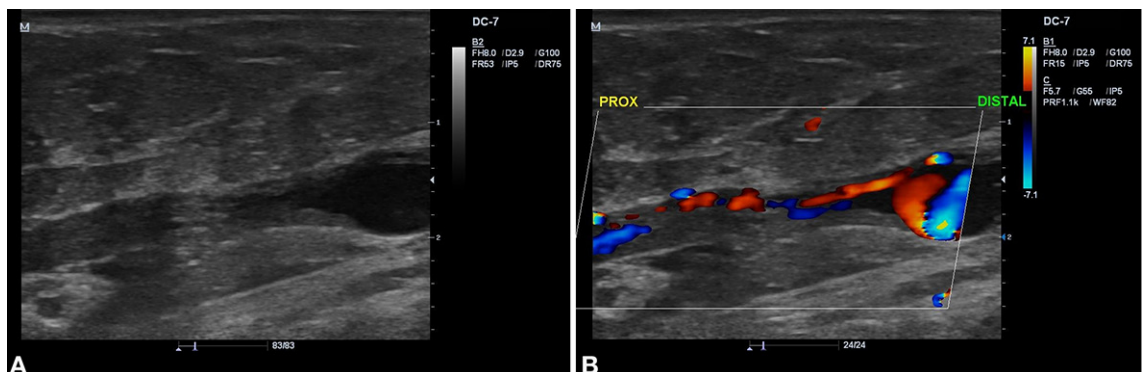 M
DC-7
B2
FH8.0 /D2.9 /G100
FR53 /IP5 /DR75
1
2
83/83
A
M
DC-7
7.1
B1
FH8.0 /D2.9 /G100
FR15 /IP5 /DR75
C
F5.7 /G55 /IP5
PRF1.1k /WF82
PROX
DISTAL
1
-7.1
2
24/24
B